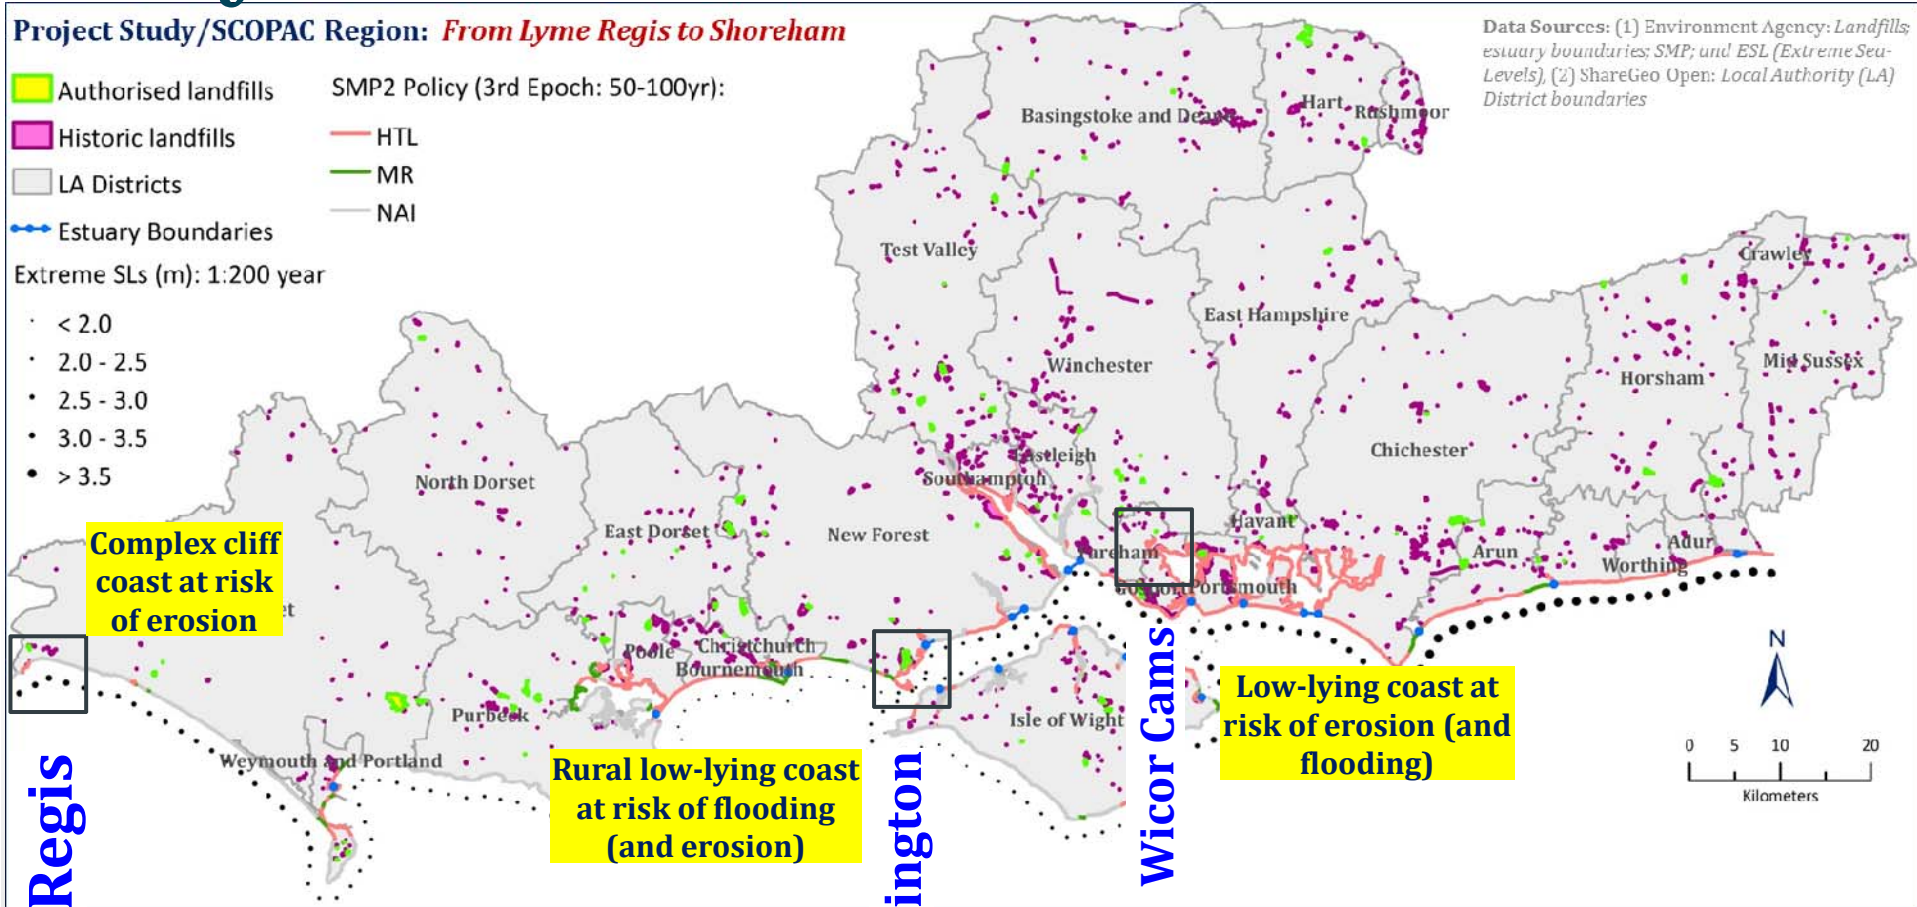 Project Study/SCOPAC Region: From Lyme Regis to Shoreham
Data Sources: (1) Environment Agency: Landfills;
estuary boundaries; SMP; and ESL (Extreme Sea-
Levels), (2) ShareGeo Open: Local Authority (LA)
District boundaries
Authorised landfills
Historic landfills
LA Districts
Estuary Boundaries
SMP2 Policy (3rd Epoch: 50-100yr):
HTL
MR
NAI
Extreme SLs (m): 1:200 year
< 2.0
2.0 - 2.5
2.5 - 3.0
3.0 - 3.5
> 3.5
Basingstoke and Deane
Hart
Rushmoor
Test Valley
Crawley
East Hampshire
Winchester
Mid Sussex
Horsham
Chichester
Eastleigh
Southampton
North Dorset
East Dorset
New Forest
Havant
Fareham
Arun
Adur
Worthing
Gosport
Portsmouth
Complex cliff
coast at risk
of erosion
et
Poole
Christchurch
Bournemouth
Purbeck
Isle of Wight
Weymouth and Portland
Rural low-lying coast
at risk of flooding
(and erosion)
Low-lying coast at
risk of erosion (and
flooding)
Regis
ington
Wicor Cams
N
0 5 10 20
Kilometers